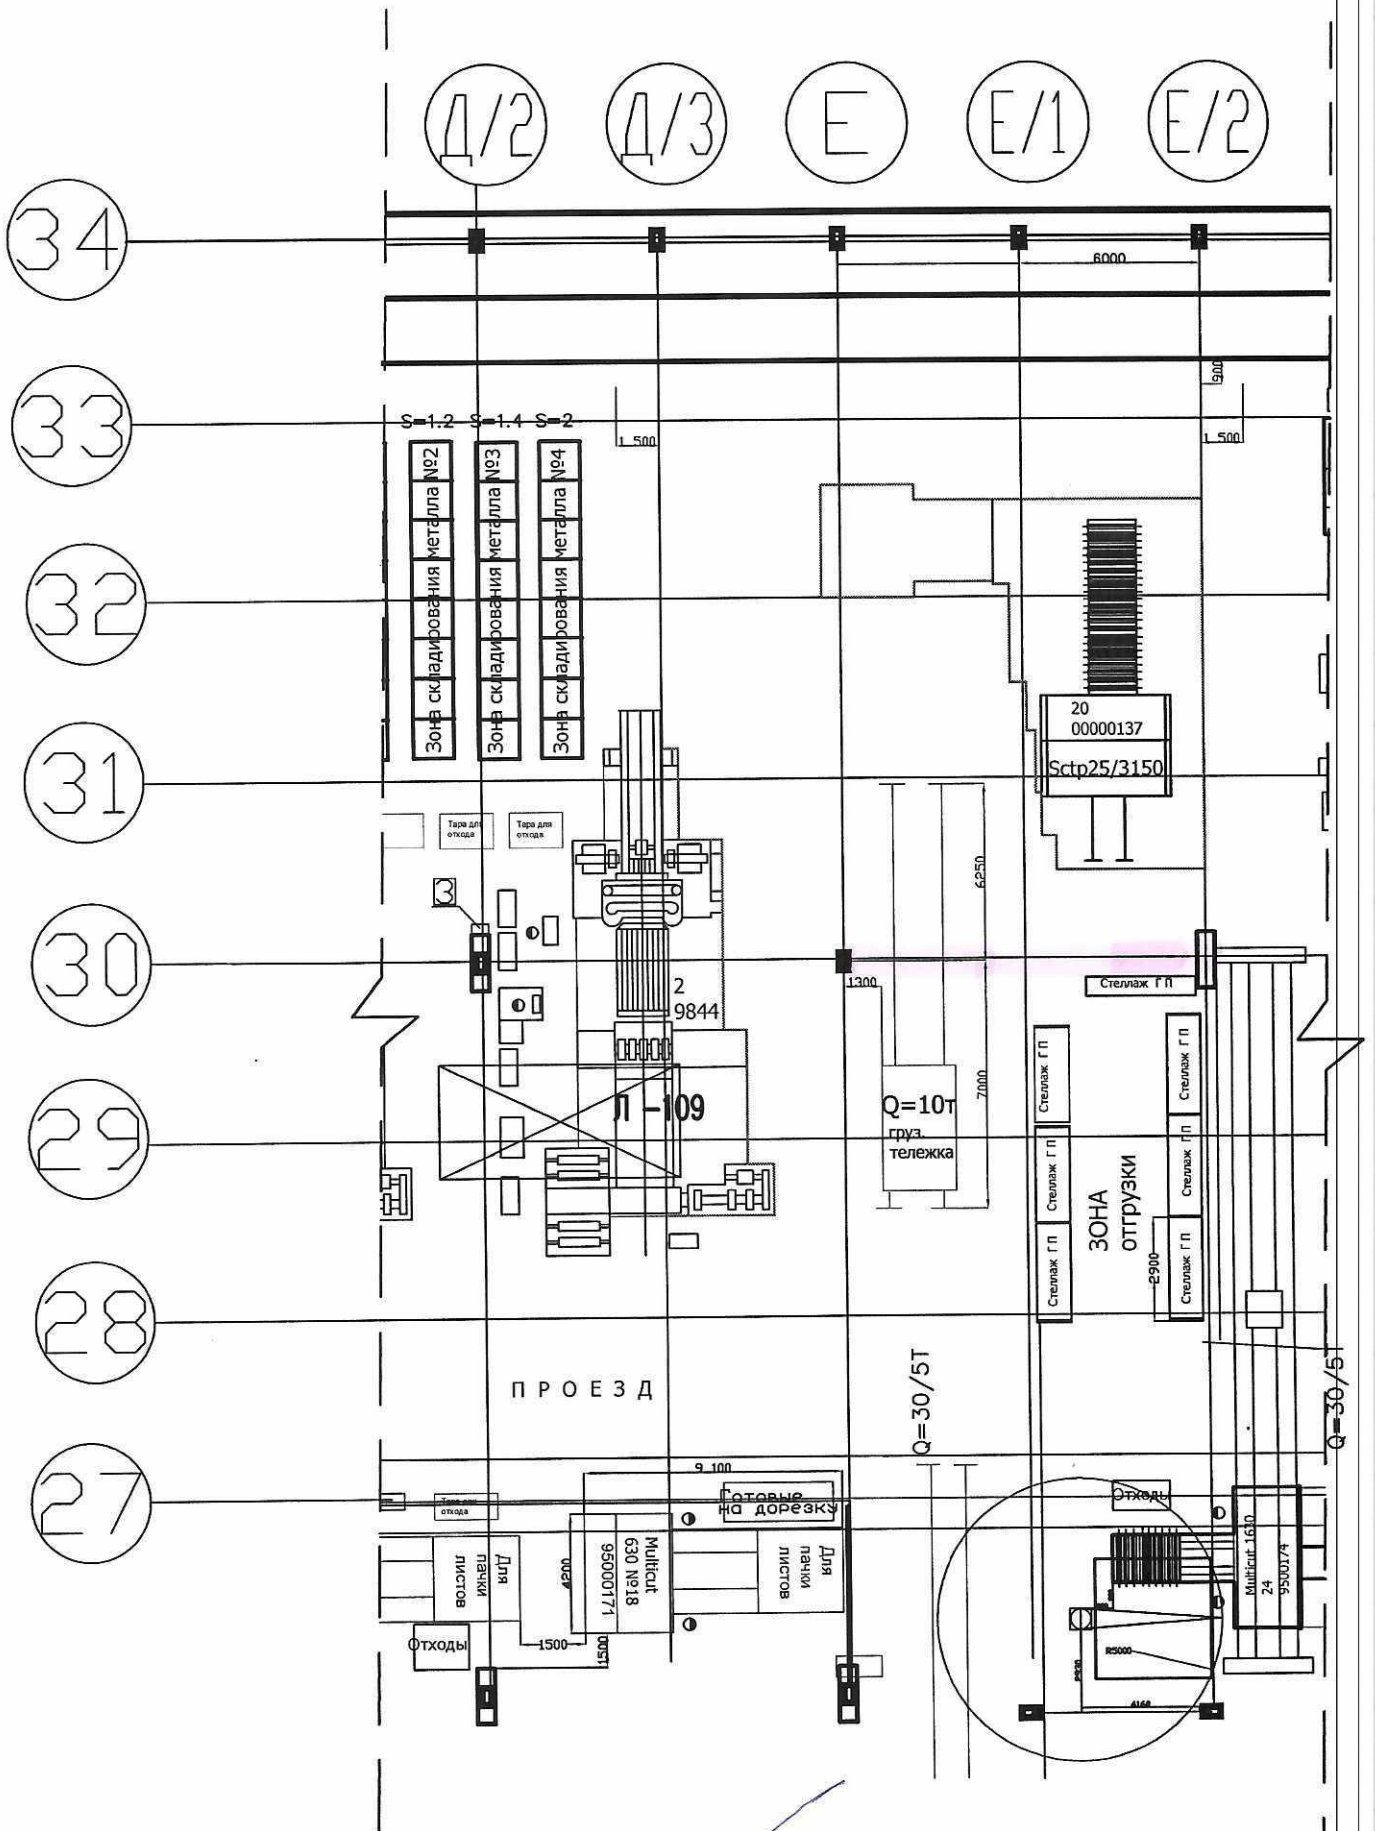 Д/2
Д/3
Е
Е/1
Е/2
34
6000
900
33
S=1.2
S=1.4
S=2
1 500
1 500
Зона складирования металла №2
Зона складирования металла №3
Зона складирования металла №4
32
20
00000137
Sctp25/3150
31
Тара для
отхода
Тара для
отхода
6250
3
30
1300
Стеллаж ГП
2
9844
7000
Стеллаж ГП
Стеллаж ГП
Л-109
Q=10т
груз.
тележка
29
Стеллаж ГП
Стеллаж ГП
ЗОНА
отгрузки
Стеллаж ГП
Стеллаж ГП
2900
28
ПРОЕЗД
Q=30/5Т
Q=30/5
27
9 100
Тара для
отхода
Готовые
на дорезку
Отходы
Для
пачки
листов
4200
Multicut
630 №18
95000171
Для
пачки
листов
Multicut 1630
24
9500174
Отходы
1500
1500
R5000
2930
4160